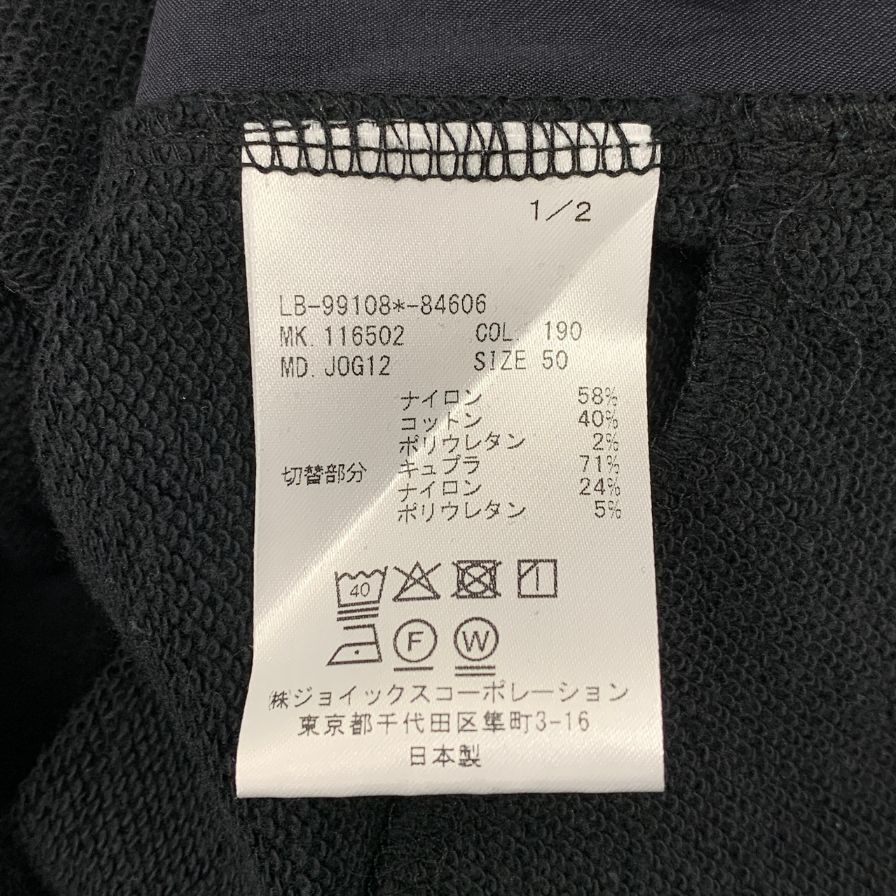 1／2
LB-99108*-84606
MK. 116502 COL. 190
MD. JOG12 SIZE 50
ナイロン 58%
コットン 40%
ポリウレタン 2%
切替部分 キュプラ 71%
ナイロン 24%
ポリウレタン 5%
40
F W
㈱ジョイックスコーポレーション
東京都千代田区隼町3-16
日本製